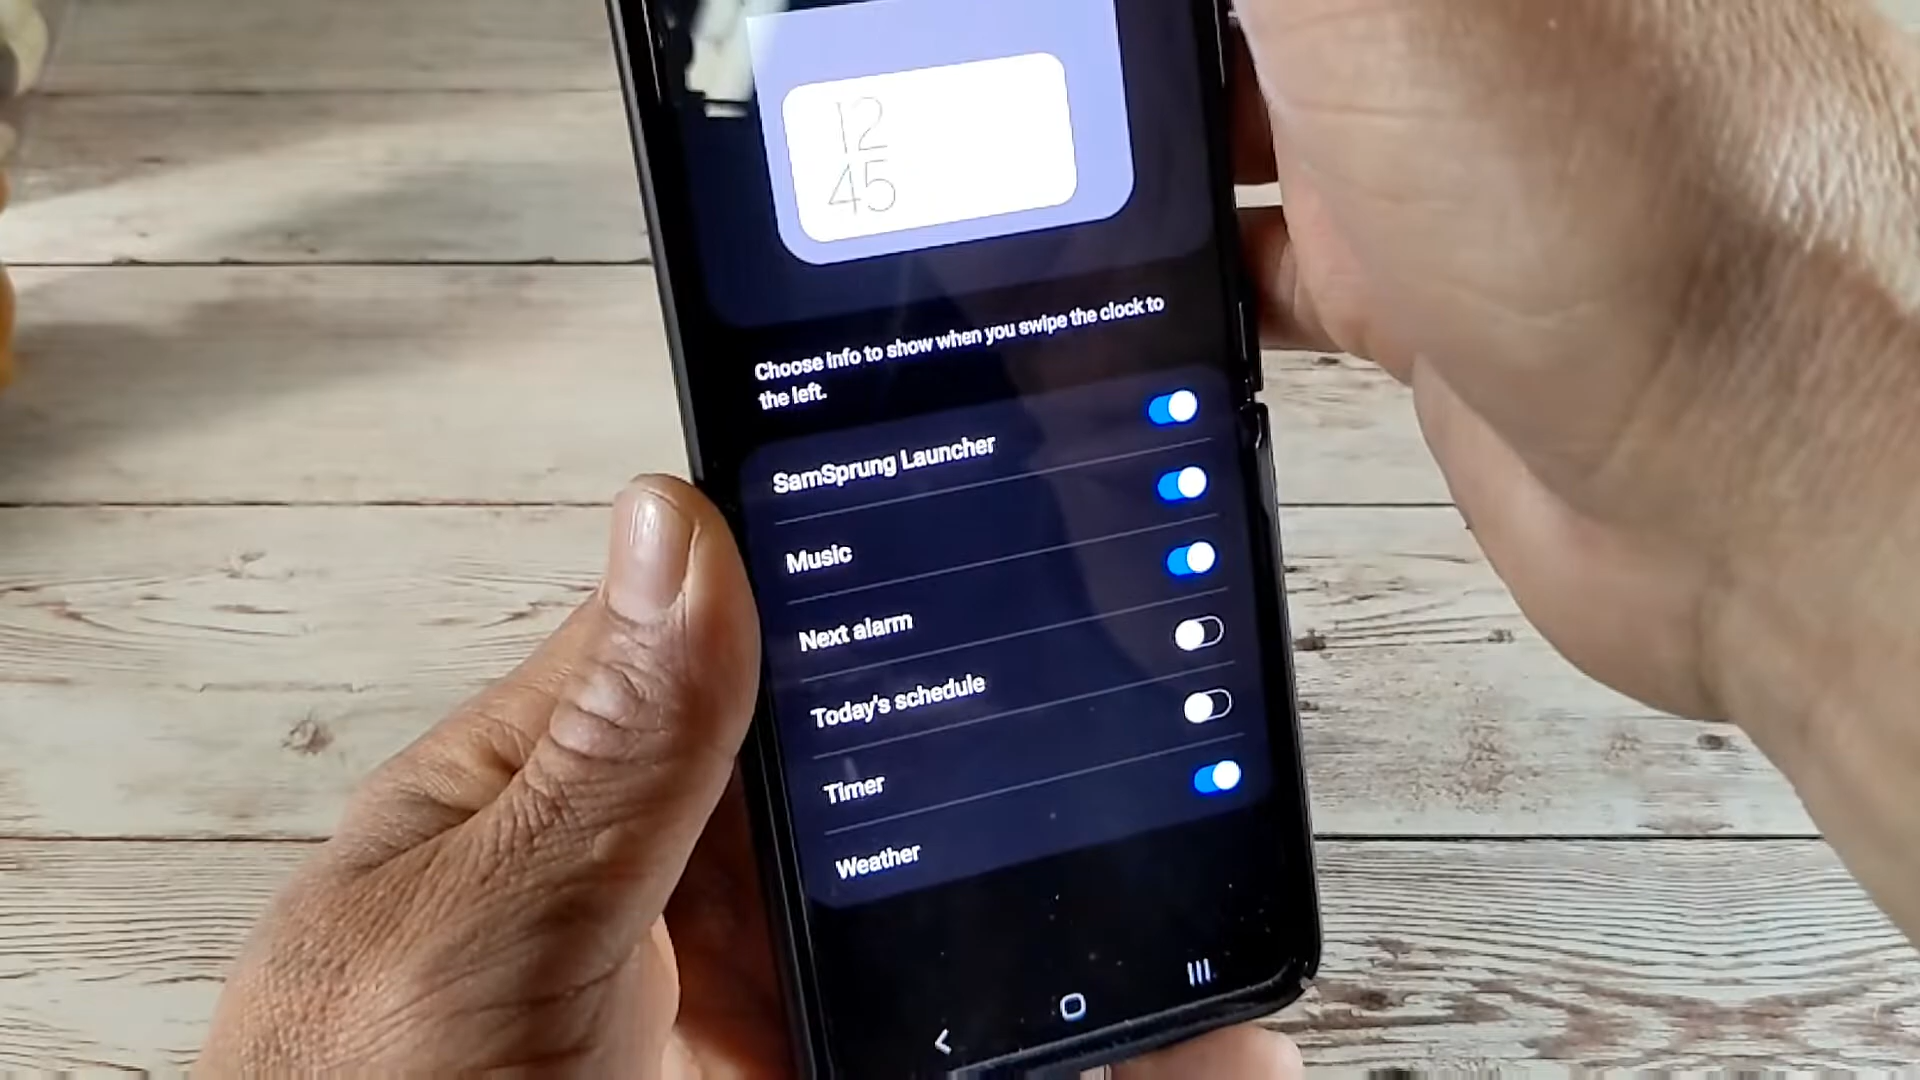 12
45
Choose info to show when you swipe the clock to
the left.
SamSprung Launcher
Music
Next alarm
Today's schedule
Timer
Weather